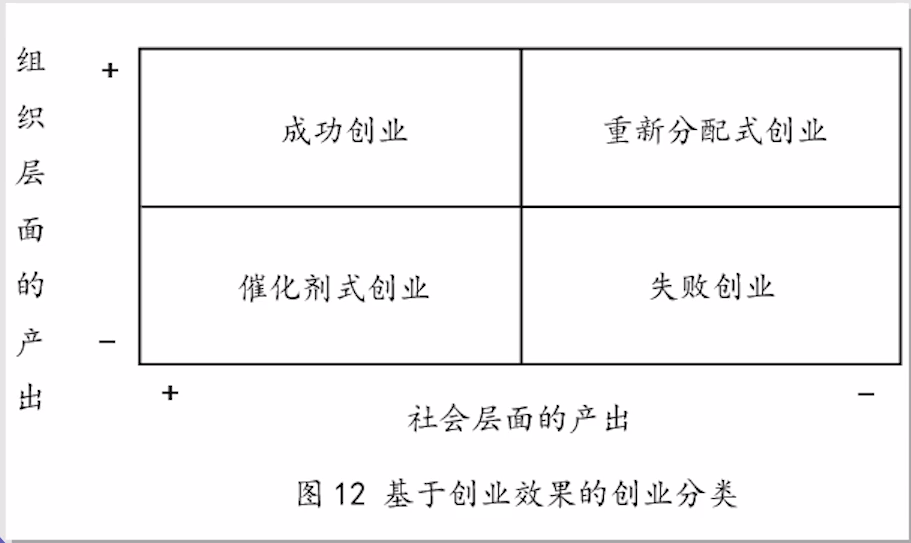 组织层面的产出
+
成功创业
重新分配式创业
催化剂式创业
失败创业
−
+
−
社会层面的产出
图12 基于创业效果的创业分类